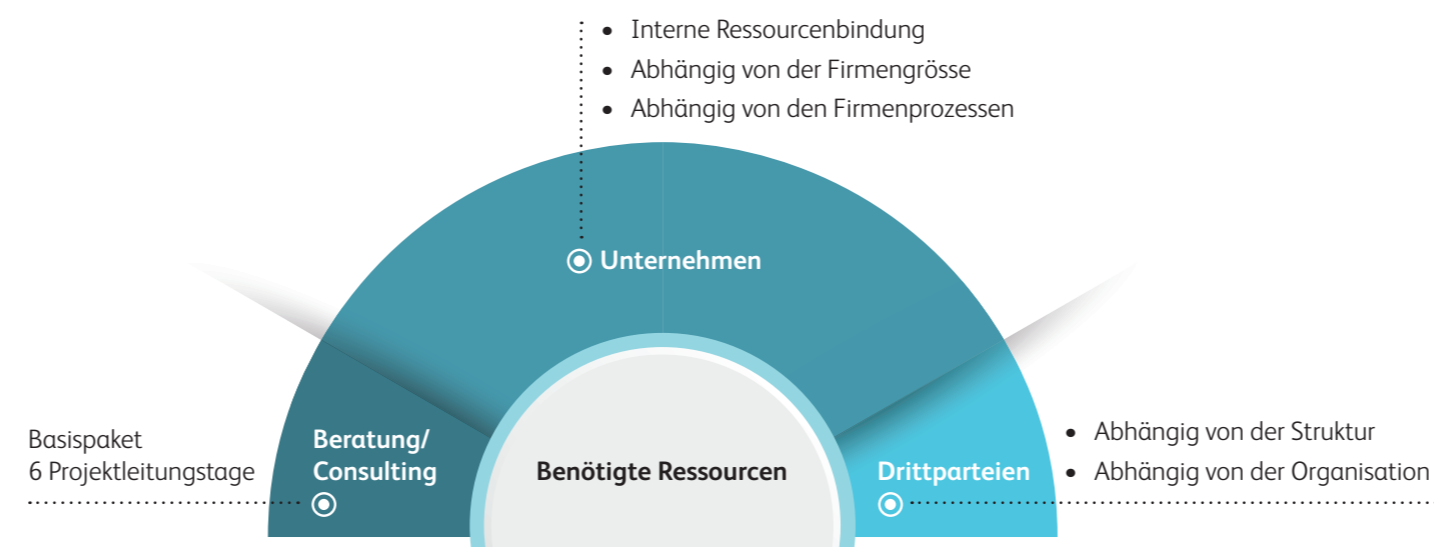 • Interne Ressourcenbindung
• Abhängig von der Firmengrösse
• Abhängig von den Firmenprozessen
Unternehmen
Basispaket
6 Projektleitungstage
Beratung/
Consulting
Benötigte Ressourcen
Drittparteien
• Abhängig von der Struktur
• Abhängig von der Organisation